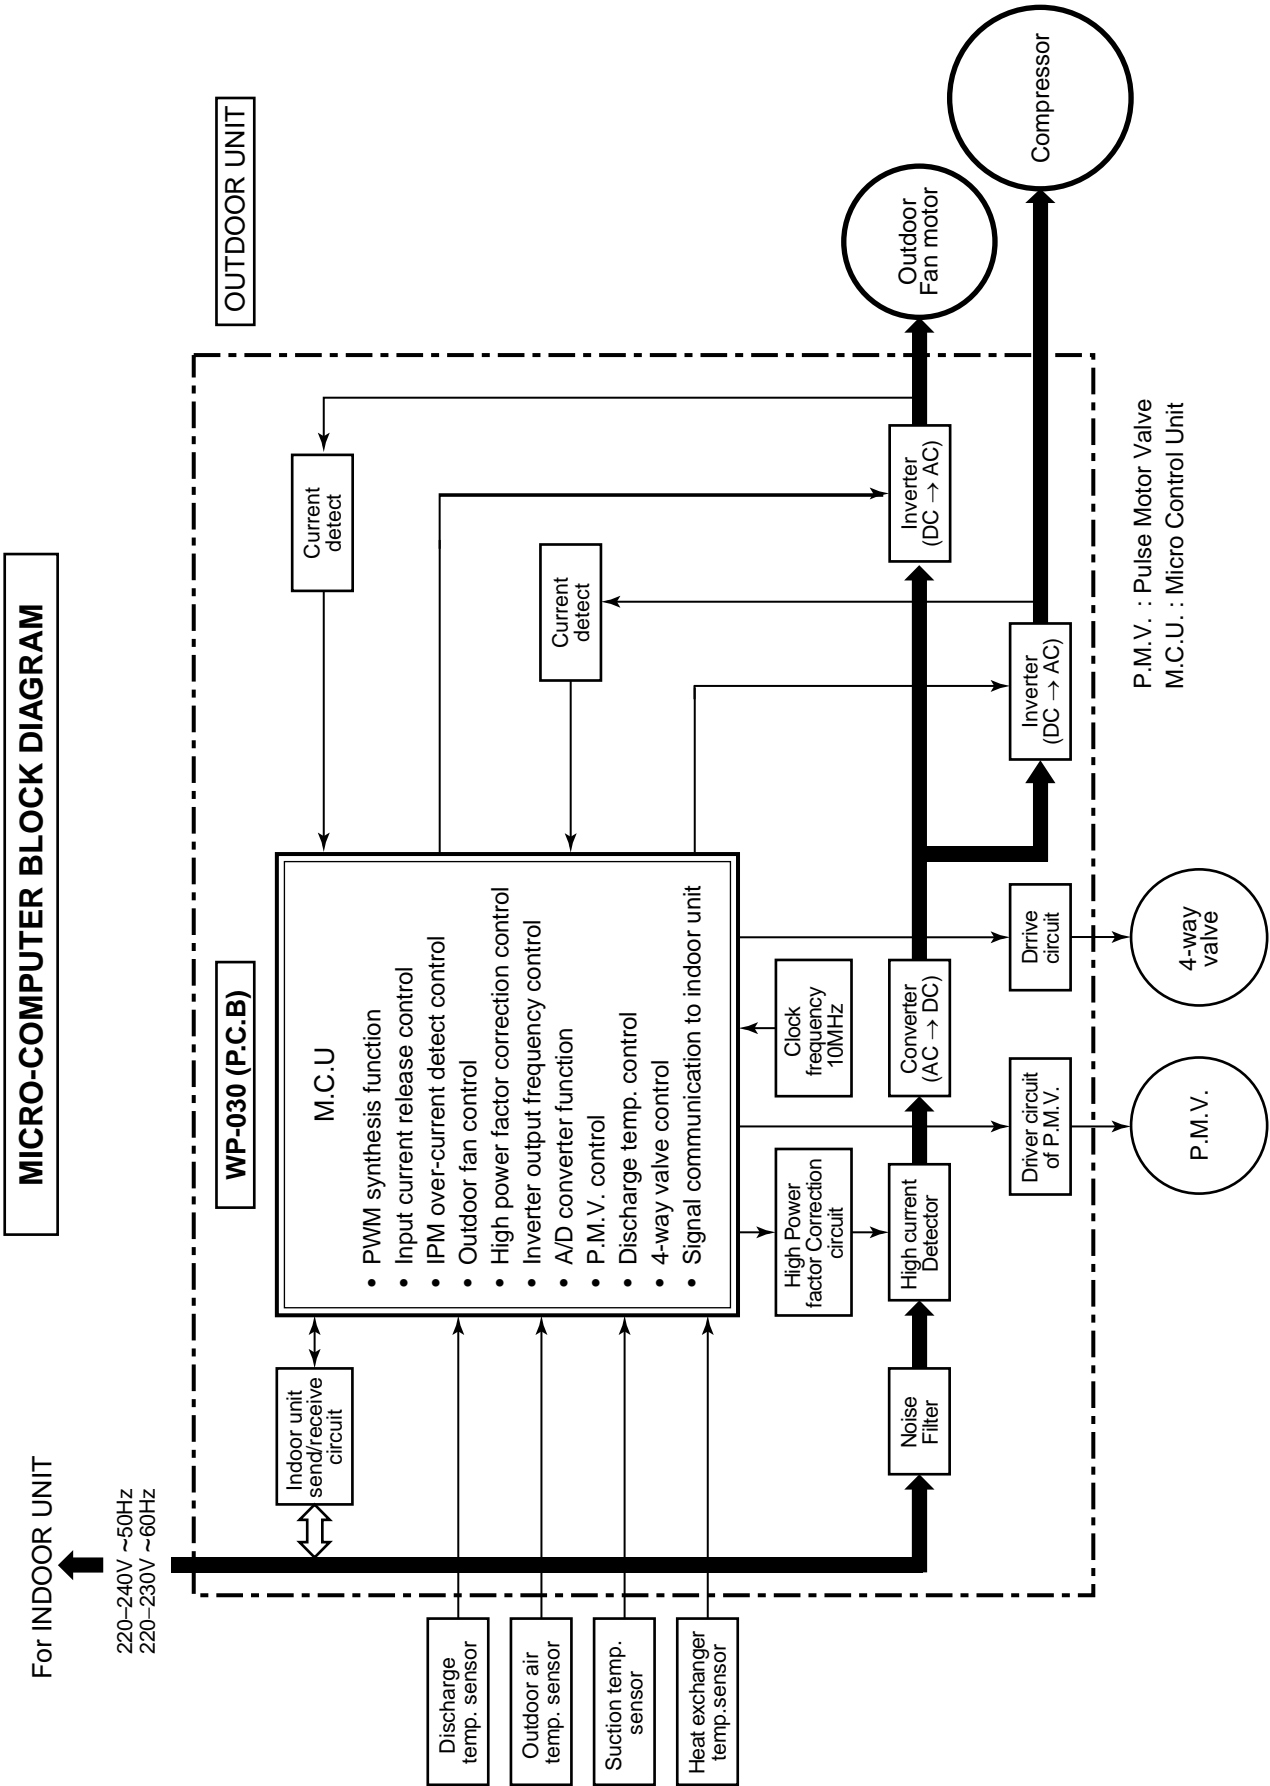 MICRO-COMPUTER BLOCK DIAGRAM
For INDOOR UNIT
220–240V ~50Hz
220–230V ~60Hz
WP-030 (P.C.B)
OUTDOOR UNIT
Indoor unit
send/receive
circuit
M.C.U
• PWM synthesis function
• Input current release control
• IPM over-current detect control
• Outdoor fan control
• High power factor correction control
• Inverter output frequency control
• A/D converter function
• P.M.V. control
• Discharge temp. control
• 4-way valve control
• Signal communication to indoor unit
Current
detect
Current
detect
Discharge
temp. sensor
Outdoor air
temp. sensor
Suction temp.
sensor
Heat exchanger
temp.sensor
High Power
factor Correction
circuit
Clock
frequency
10MHz
Noise
Filter
High current
Detector
Converter
(AC → DC)
Inverter
(DC → AC)
Outdoor
Fan motor
Driver circuit
of P.M.V.
Drrive
circuit
Inverter
(DC → AC)
Compressor
P.M.V.
4-way
valve
P.M.V. : Pulse Motor Valve
M.C.U. : Micro Control Unit